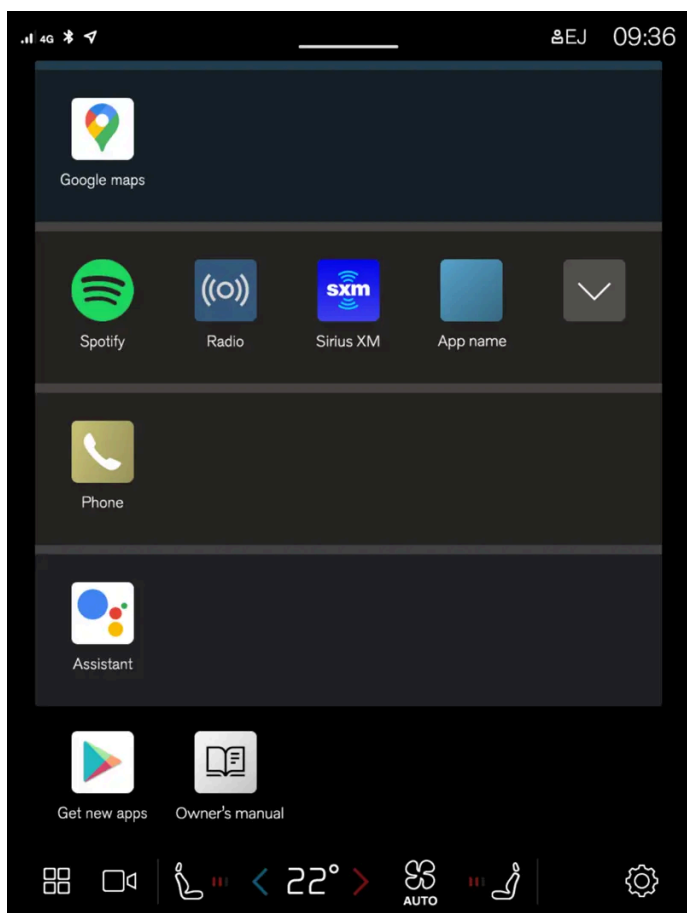 4G EJ 09:36
Google maps
sxm
Spotify Radio Sirius XM App name
Phone
Assistant
Get new apps Owner's manual
22°
AUTO